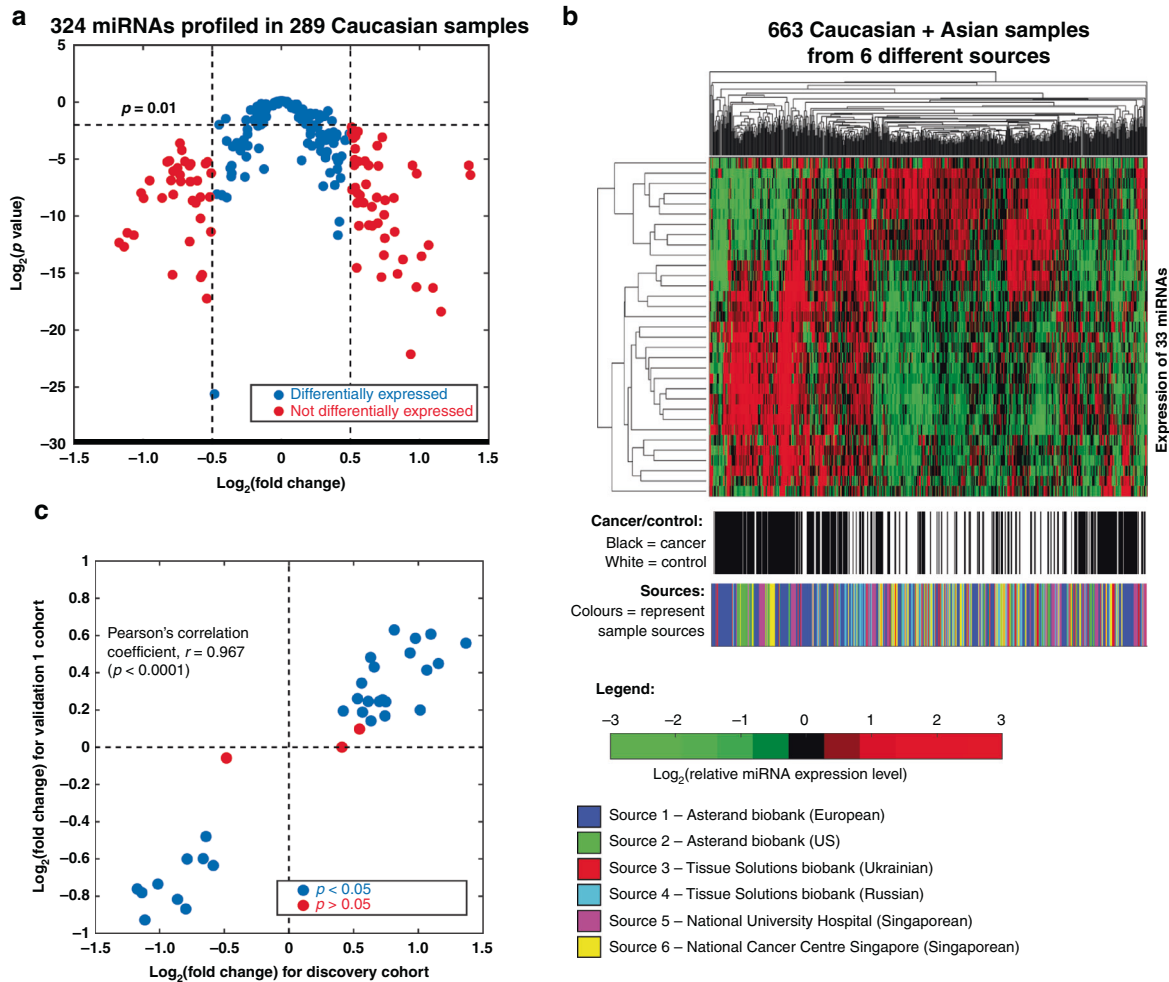 a
324 miRNAs profiled in 289 Caucasian samples
5
0
−5
−10
−15
−20
−25
−30
Log2(p value)
p = 0.01
Differentially expressed
Not differentially expressed
−1.5
−1.0
−0.5
0
0.5
1.0
1.5
Log2(fold change)
b
663 Caucasian + Asian samples
from 6 different sources
Expression of 33 miRNAs
Cancer/control:
Black = cancer
White = control
Sources:
Colours = represent
sample sources
Legend:
−3
−2
−1
0
1
2
3
Log2(relative miRNA expression level)
Source 1 – Asterand biobank (European)
Source 2 – Asterand biobank (US)
Source 3 – Tissue Solutions biobank (Ukrainian)
Source 4 – Tissue Solutions biobank (Russian)
Source 5 – National University Hospital (Singaporean)
Source 6 – National Cancer Centre Singapore (Singaporean)
c
1
0.8
0.6
0.4
0.2
0
−0.2
−0.4
−0.6
−0.8
−1
Log2(fold change) for validation 1 cohort
Pearson's correlation
coefficient, r = 0.967
(p < 0.0001)
p < 0.05
p > 0.05
−1.5
−1.0
−0.5
0
0.5
1.0
1.5
Log2(fold change) for discovery cohort